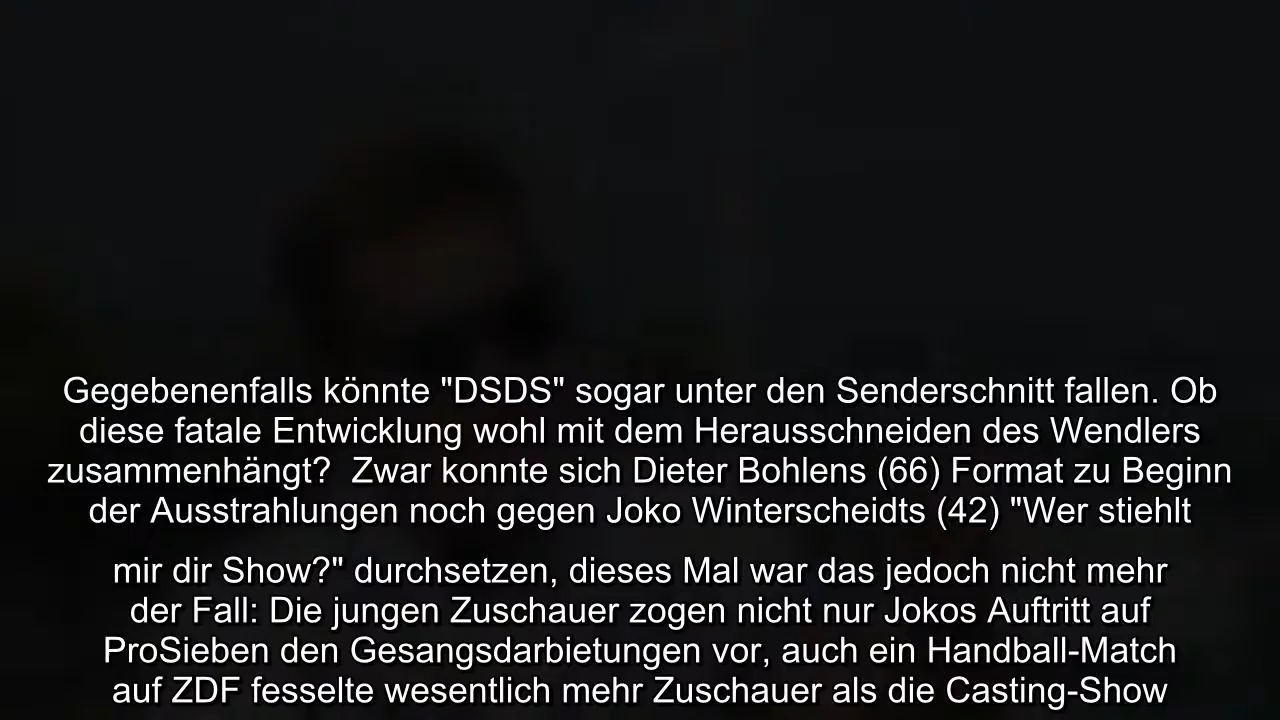 Gegebenenfalls könnte "DSDS" sogar unter den Senderschnitt fallen. Ob
diese fatale Entwicklung wohl mit dem Herausschneiden des Wendlers
zusammenhängt?  Zwar konnte sich Dieter Bohlens (66) Format zu Beginn
der Ausstrahlungen noch gegen Joko Winterscheidts (42) "Wer stiehlt
mir dir Show?" durchsetzen, dieses Mal war das jedoch nicht mehr
der Fall: Die jungen Zuschauer zogen nicht nur Jokos Auftritt auf
ProSieben den Gesangsdarbietungen vor, auch ein Handball-Match
auf ZDF fesselte wesentlich mehr Zuschauer als die Casting-Show